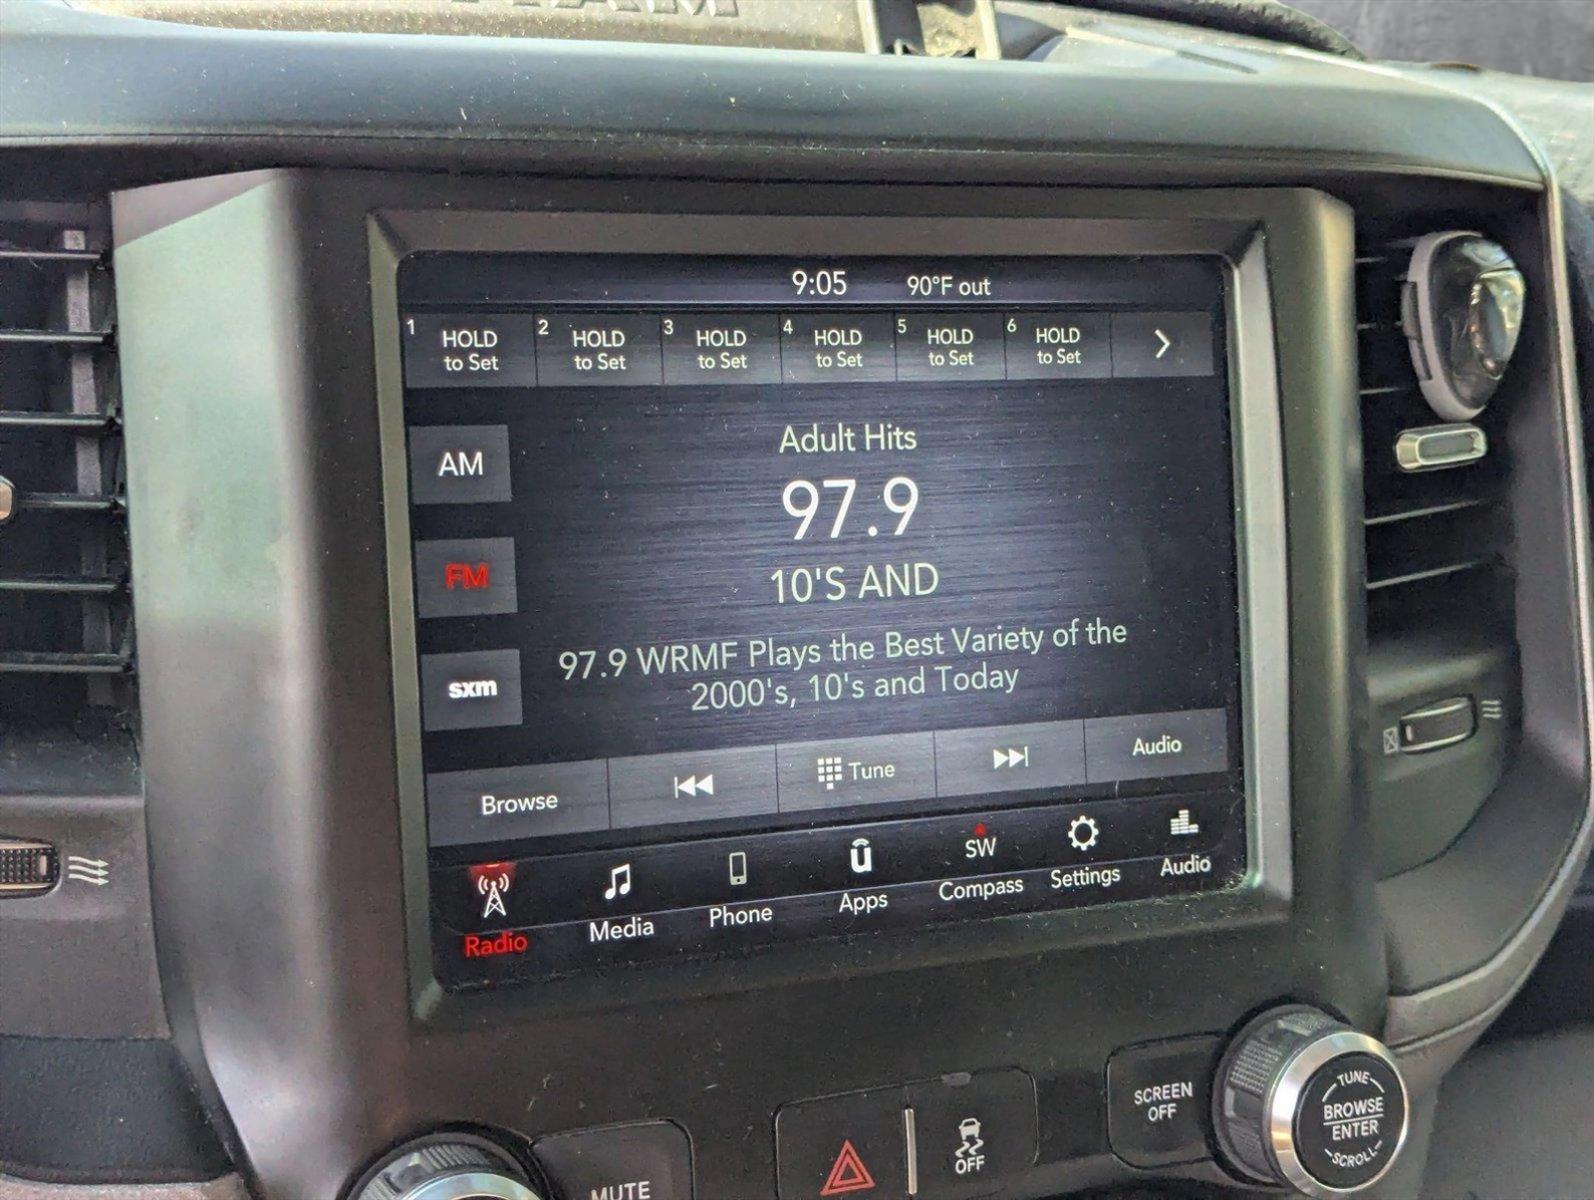 RAM
9:05 90°F out
1 HOLD to Set
2 HOLD to Set
3 HOLD to Set
4 HOLD to Set
5 HOLD to Set
6 HOLD to Set
Adult Hits
AM
97.9
FM
10'S AND
97.9 WRMF Plays the Best Variety of the
2000's, 10's and Today
sxm
Browse
Tune
Audio
Radio
Media
Phone
Apps
SW
Compass
Settings
Audio
MUTE
OFF
SCREEN
OFF
TUNE
BROWSE
ENTER
SCROLL